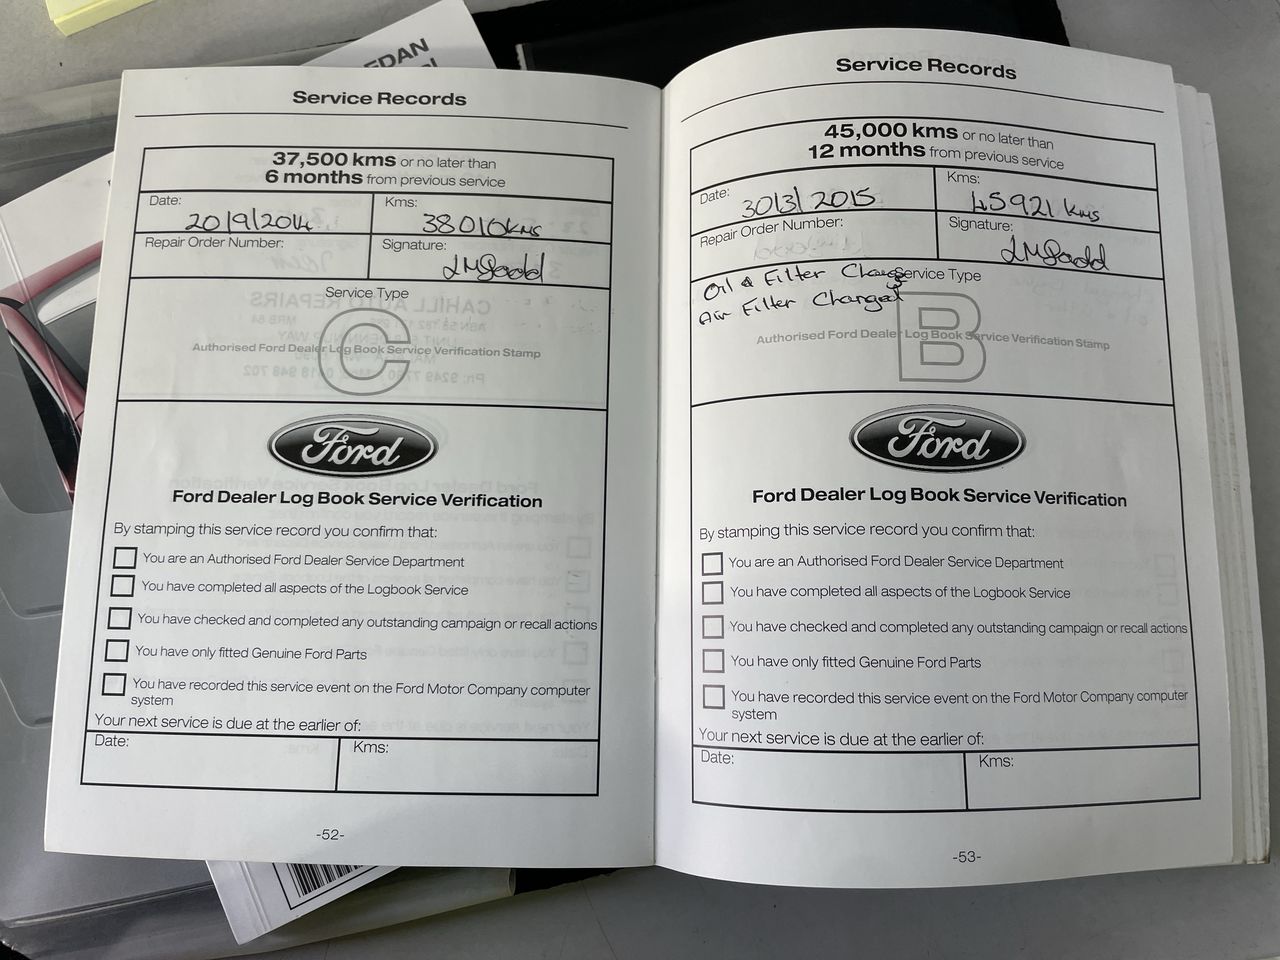 EDAN
Service Records
37,500 kms or no later than
6 months from previous service
Date:
20/9/2014
Kms:
38010kms
Repair Order Number:
Signature:
Service Type
C
Authorised Ford Dealer Log Book Service Verification Stamp
Ford
Ford Dealer Log Book Service Verification
By stamping this service record you confirm that:
You are an Authorised Ford Dealer Service Department
You have completed all aspects of the Logbook Service
You have checked and completed any outstanding campaign or recall actions
You have only fitted Genuine Ford Parts
You have recorded this service event on the Ford Motor Company computer
system
Your next service is due at the earlier of:
Date:
Kms:
-52-
Service Records
45,000 kms or no later than
12 months from previous service
Date:
30/3/2015
Kms:
45921 kms
Repair Order Number:
Signature:
Oil & Filter Change
Service Type
Air Filter Changed
B
Authorised Ford Dealer Log Book Service Verification Stamp
Ford
Ford Dealer Log Book Service Verification
By stamping this service record you confirm that:
You are an Authorised Ford Dealer Service Department
You have completed all aspects of the Logbook Service
You have checked and completed any outstanding campaign or recall actions
You have only fitted Genuine Ford Parts
You have recorded this service event on the Ford Motor Company computer
system
Your next service is due at the earlier of:
Date:
Kms:
-53-